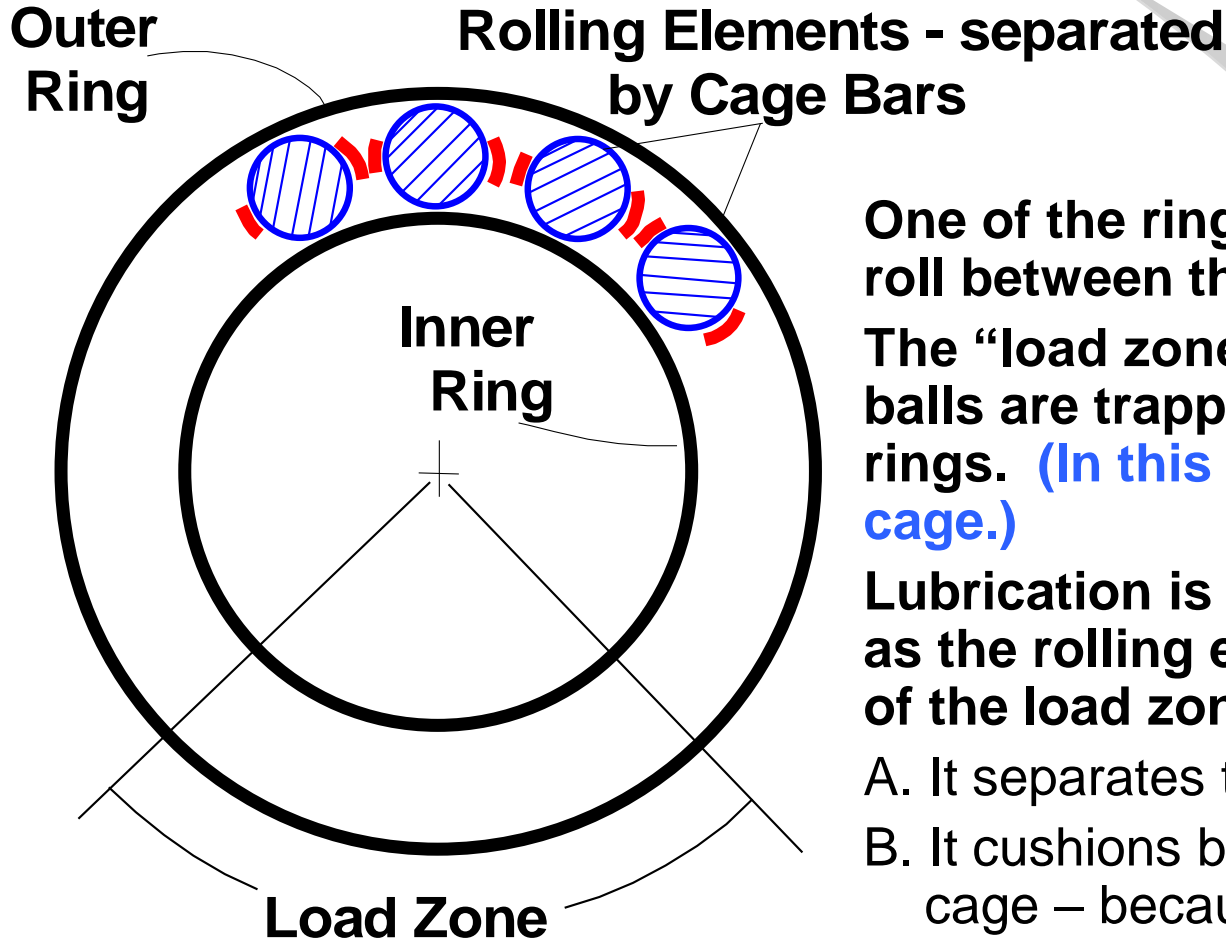 Outer
Ring
Rolling Elements - separated
by Cage Bars
Inner
Ring
Load Zone
One of the ring
roll between th
The “load zone
balls are trapp
rings. (In this
cage.)
Lubrication is
as the rolling e
of the load zon
A. It separates t
B. It cushions b
cage – becau